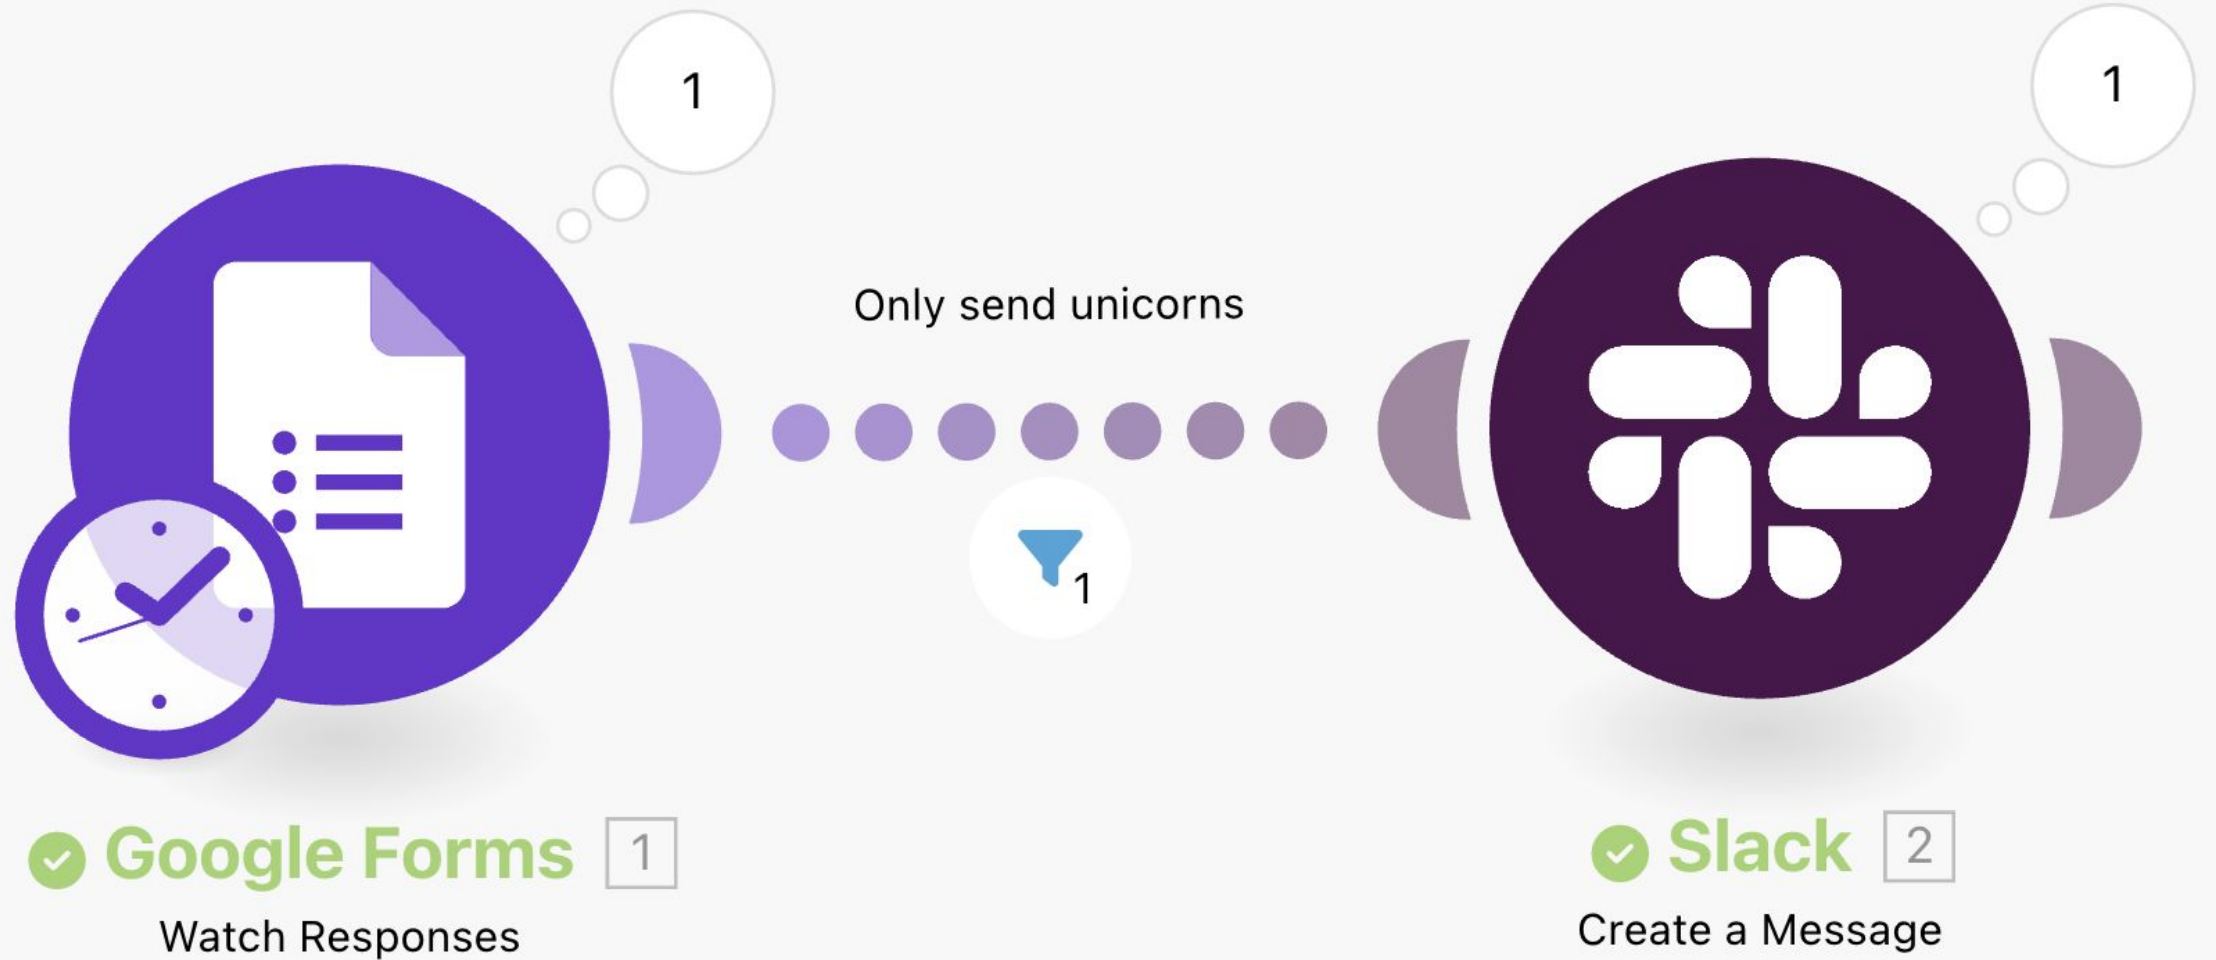 1
1
Only send unicorns
1
Google Forms 1
Watch Responses
Slack 2
Create a Message